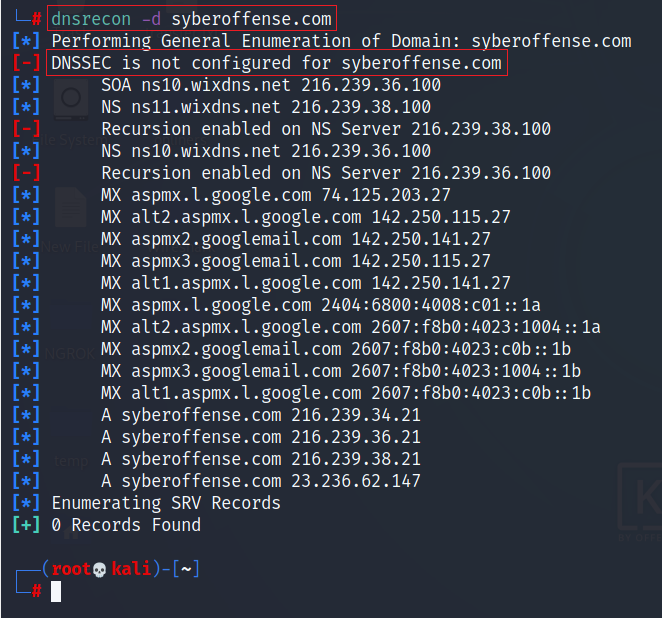 └─# dnsrecon -d syberoffense.com
[*] Performing General Enumeration of Domain: syberoffense.com
[-] DNSSEC is not configured for syberoffense.com
[*] SOA ns10.wixdns.net 216.239.36.100
[*] NS ns11.wixdns.net 216.239.38.100
[-] Recursion enabled on NS Server 216.239.38.100
[*] NS ns10.wixdns.net 216.239.36.100
[-] Recursion enabled on NS Server 216.239.36.100
[*] MX aspmx.l.google.com 74.125.203.27
[*] MX alt2.aspmx.l.google.com 142.250.115.27
[*] MX aspmx2.googlemail.com 142.250.141.27
[*] MX aspmx3.googlemail.com 142.250.115.27
[*] MX alt1.aspmx.l.google.com 142.250.141.27
[*] MX aspmx.l.google.com 2404:6800:4008:c01::1a
[*] MX alt2.aspmx.l.google.com 2607:f8b0:4023:1004::1a
[*] MX aspmx2.googlemail.com 2607:f8b0:4023:c0b::1b
[*] MX aspmx3.googlemail.com 2607:f8b0:4023:1004::1b
[*] MX alt1.aspmx.l.google.com 2607:f8b0:4023:c0b::1b
[*] A syberoffense.com 216.239.34.21
[*] A syberoffense.com 216.239.36.21
[*] A syberoffense.com 216.239.38.21
[*] A syberoffense.com 23.236.62.147
[*] Enumerating SRV Records
[+] 0 Records Found
┌──(root💀kali)-[~]
└─#